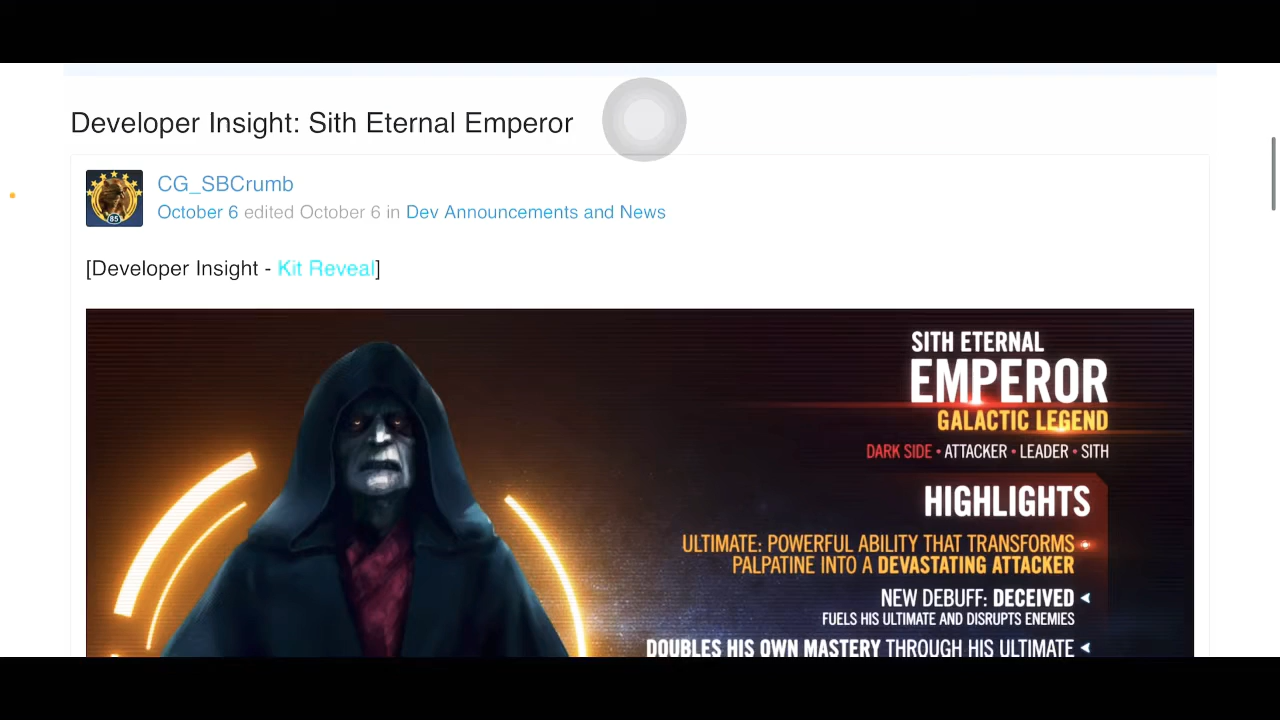 Developer Insight: Sith Eternal Emperor
85
CG_SBCrumb
October 6 edited October 6 in Dev Announcements and News
[Developer Insight - Kit Reveal]
SITH ETERNAL
EMPEROR
GALACTIC LEGEND
DARK SIDE • ATTACKER • LEADER • SITH
HIGHLIGHTS
ULTIMATE: POWERFUL ABILITY THAT TRANSFORMS
PALPATINE INTO A DEVASTATING ATTACKER
NEW DEBUFF: DECEIVED
FUELS HIS ULTIMATE AND DISRUPTS ENEMIES
DOUBLES HIS OWN MASTERY THROUGH HIS ULTIMATE